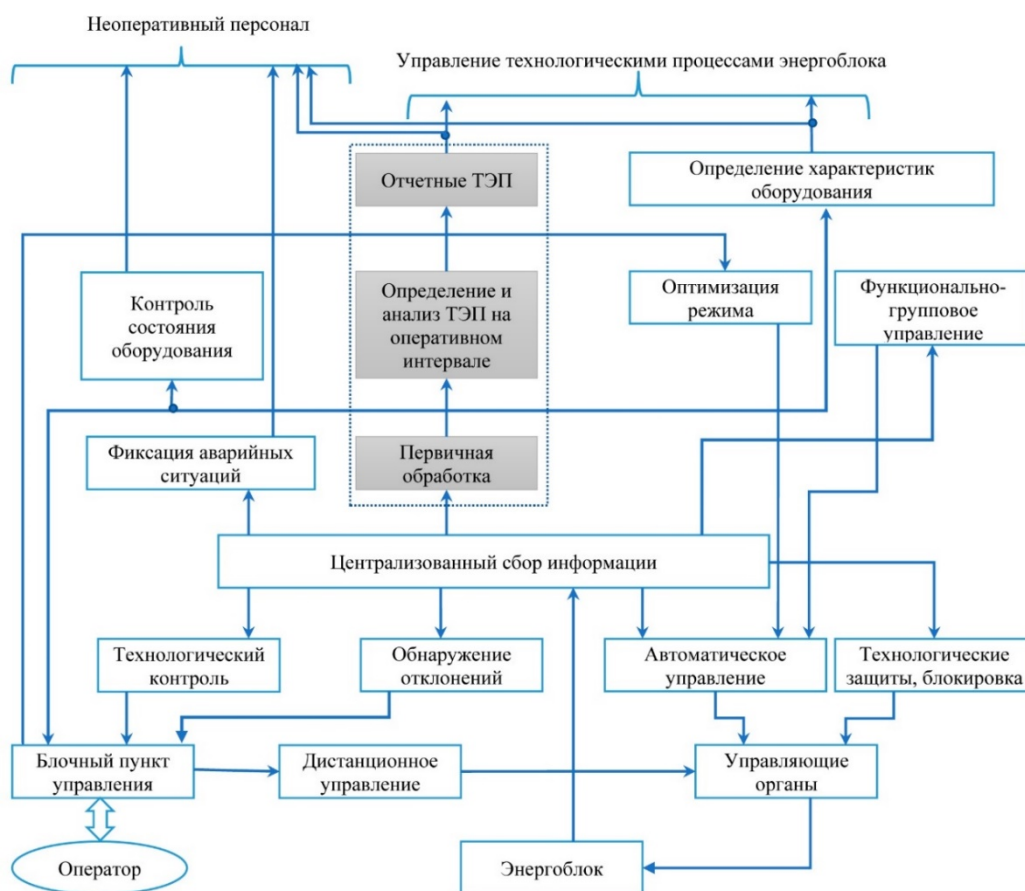 Неоперативный персонал
Управление технологическими процессами энергоблока
Отчетные ТЭП
Определение характеристик
оборудования
Контроль
состояния
оборудования
Определение и
анализ ТЭП на
оперативном
интервале
Оптимизация
режима
Функционально-
групповое
управление
Фиксация аварийных
ситуаций
Первичная
обработка
Централизованный сбор информации
Технологический
контроль
Обнаружение
отклонений
Автоматическое
управление
Технологические
защиты, блокировка
Блочный пункт
управления
Дистанционное
управление
Управляющие
органы
Оператор
Энергоблок